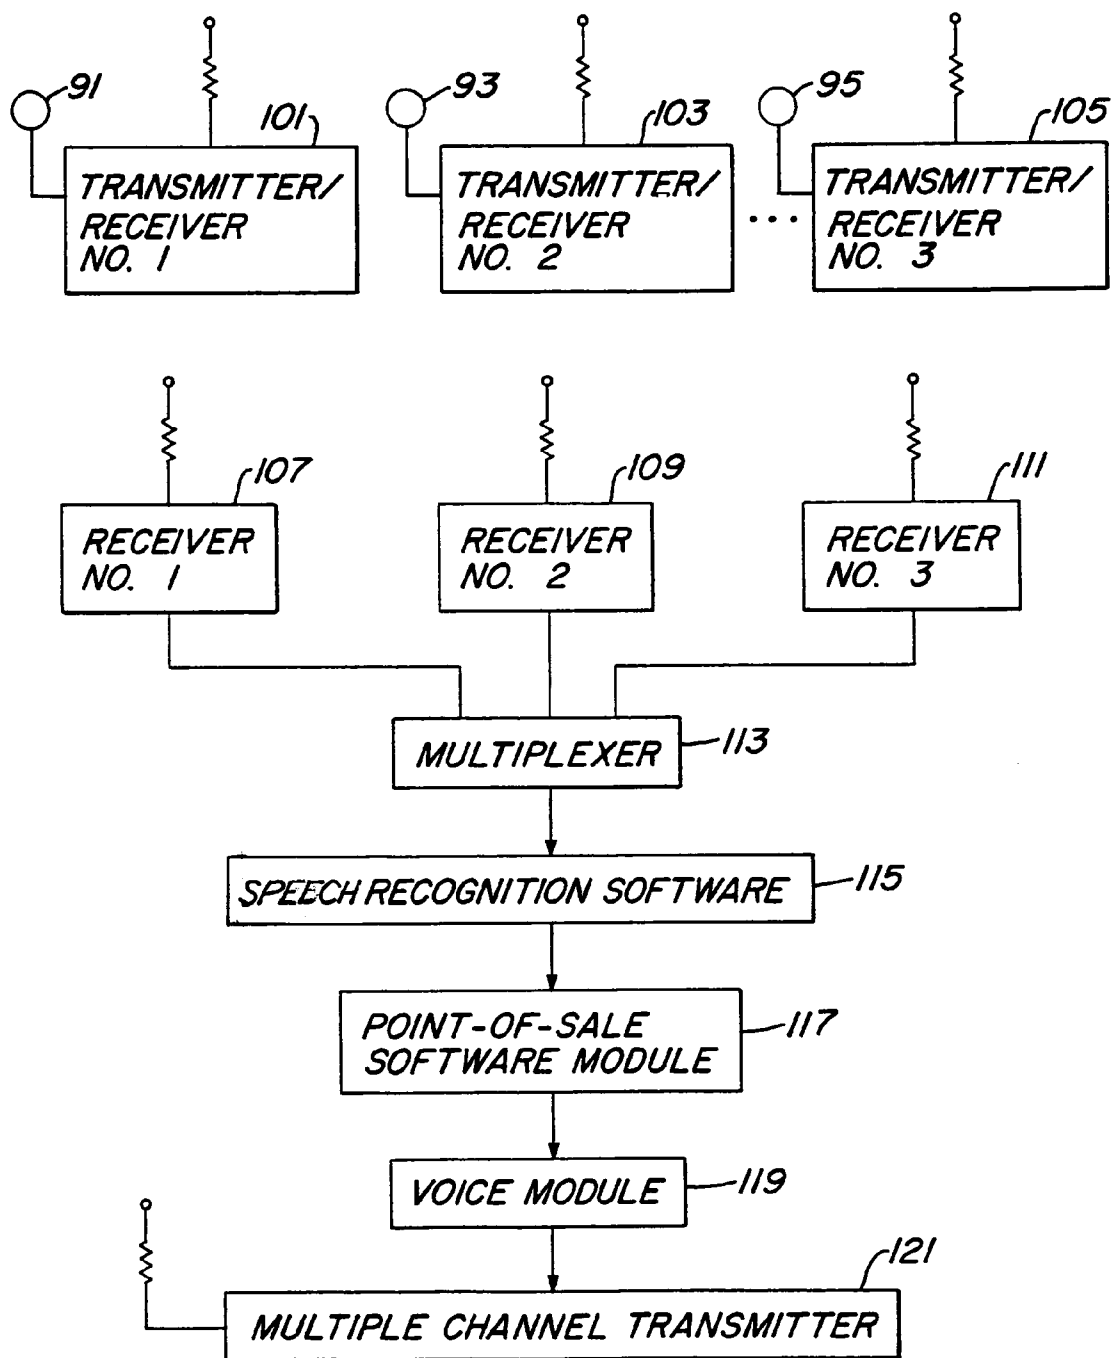 91
93
95
101
103
105
TRANSMITTER/
RECEIVER
NO. 1
TRANSMITTER/
RECEIVER
NO. 2
...
TRANSMITTER/
RECEIVER
NO. 3
107
109
111
RECEIVER
NO. 1
RECEIVER
NO. 2
RECEIVER
NO. 3
MULTIPLEXER
113
SPEECH RECOGNITION SOFTWARE
115
POINT-OF-SALE
SOFTWARE MODULE
117
VOICE MODULE
119
121
MULTIPLE CHANNEL TRANSMITTER